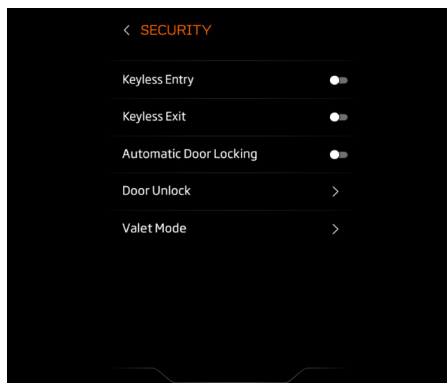 SECURITY
Keyless Entry
Keyless Exit
Automatic Door Locking
Door Unlock
Valet Mode